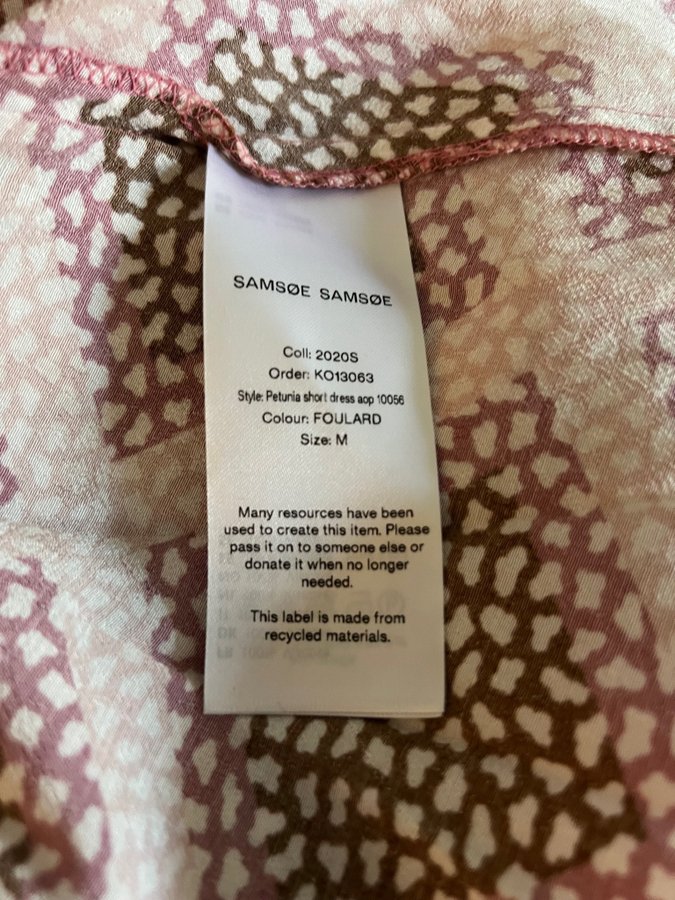 SAMSØE SAMSØE
Coll: 2020S
Order: KO13063
Style: Petunia short dress aop 10056
Colour: FOULARD
Size: M
Many resources have been
used to create this item. Please
pass it on to someone else or
donate it when no longer
needed.
This label is made from
recycled materials.